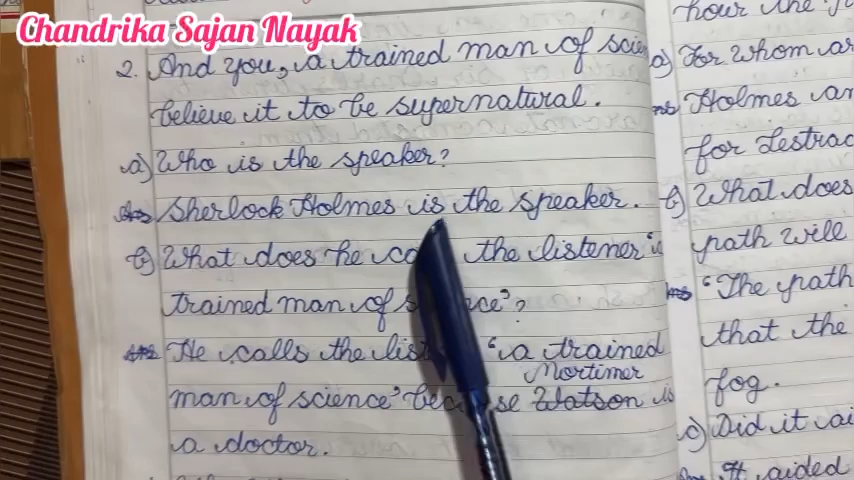 Chandrika Sajan Nayak
2. And you, a trained man of scien
believe it to be supernatural.
a) Who is the speaker?
Ans Sherlock Holmes is the speaker.
b) What does he ca the listener 'a
trained man of s ce'?
Ans He calls the list 'a trained
Mortimer
man of science' because Watson is
a doctor.
hour the
a) For whom ar
Ans Holmes an
for Lestrad
b) What does
path will
Ans "The path
that the
fog.
c) Did it ai
It aided